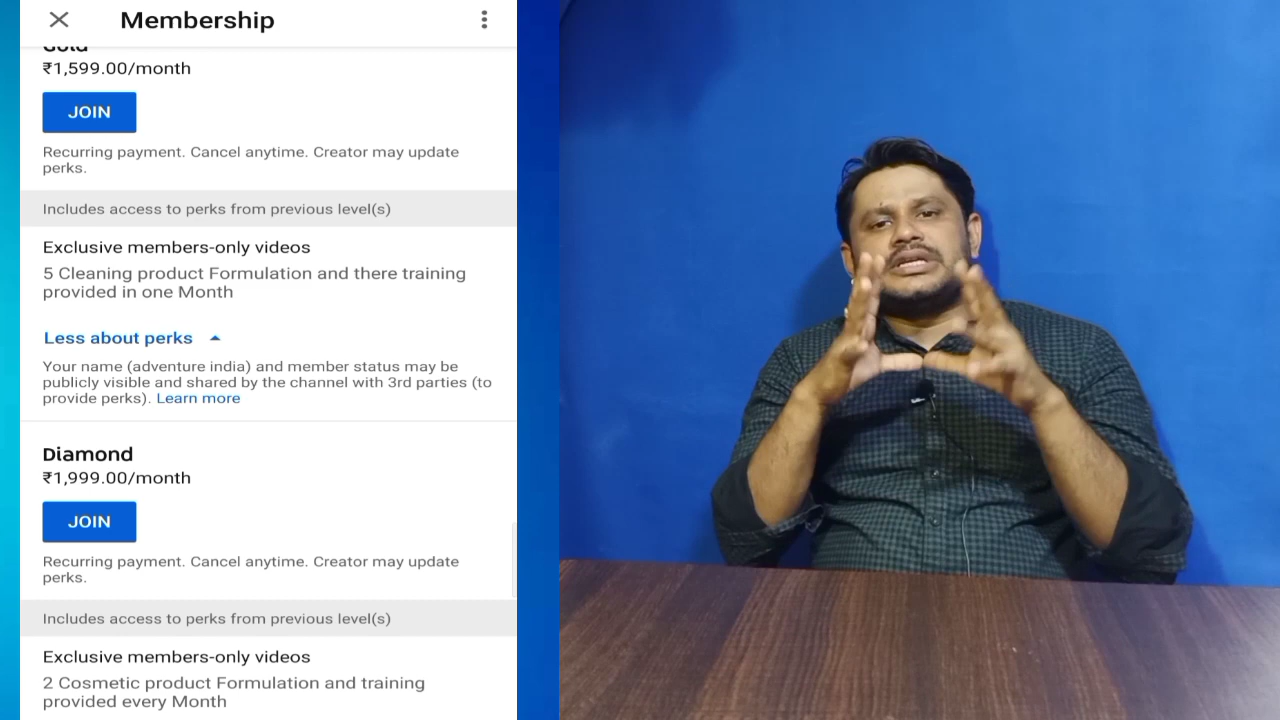 Membership
Gold
₹1,599.00/month
JOIN
Recurring payment. Cancel anytime. Creator may update
perks.
Includes access to perks from previous level(s)
Exclusive members-only videos
5 Cleaning product Formulation and there training
provided in one Month
Less about perks
Your name (adventure india) and member status may be
publicly visible and shared by the channel with 3rd parties (to
provide perks). Learn more
Diamond
₹1,999.00/month
JOIN
Recurring payment. Cancel anytime. Creator may update
perks.
Includes access to perks from previous level(s)
Exclusive members-only videos
2 Cosmetic product Formulation and training
provided every Month